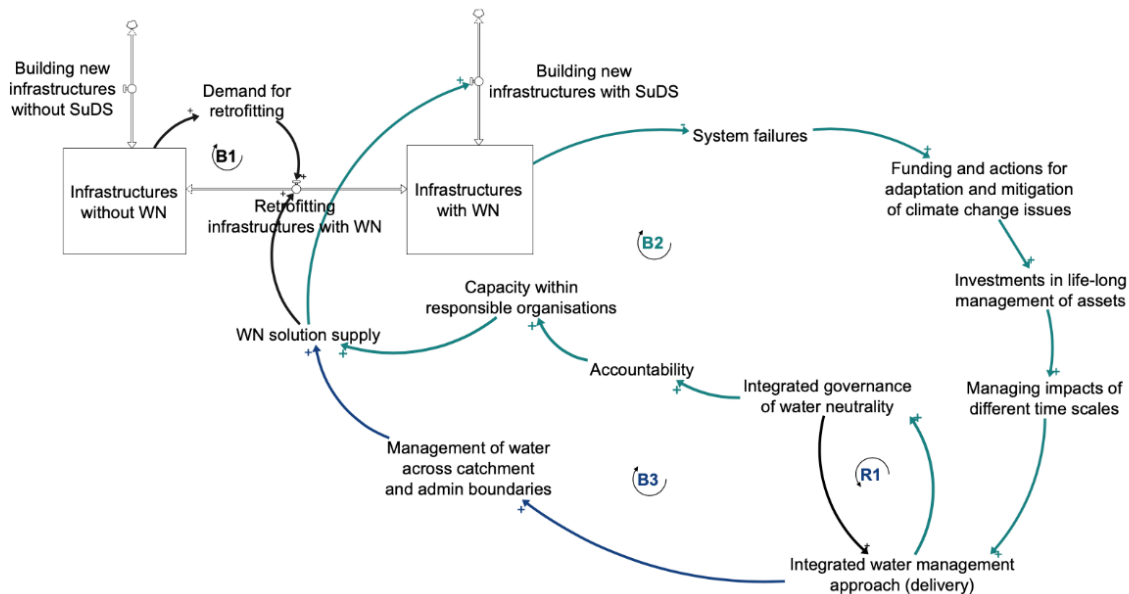 Building new
infrastructures
without SuDS
Demand for
retrofitting
B1
+
+
Building new
infrastructures with SuDS
+
Infrastructures
without WN
Retrofitting
infrastructures with WN
+
Infrastructures
with WN
-
System failures
+
Funding and actions for
adaptation and mitigation
of climate change issues
B2
+
Investments in life-long
management of assets
Capacity within
responsible organisations
+
WN solution supply
+
+
Accountability
+
Integrated governance
of water neutrality
+
+
Managing impacts of
different time scales
Management of water
across catchment
and admin boundaries
+
B3
R1
+
+
Integrated water management
approach (delivery)